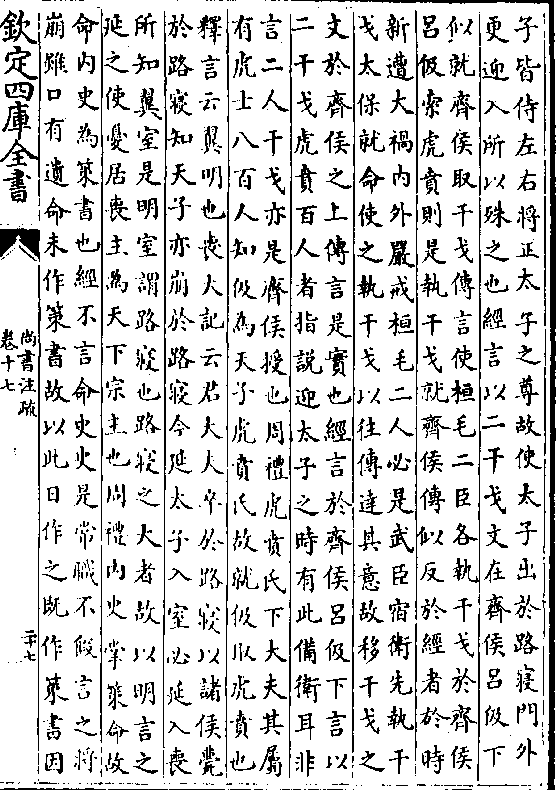 子皆侍左右將正太子之尊故使太子出於路寢門外
更迎入所以殊之也經言以二干戈文在齊侯呂伋下
似就齊侯取干戈傳言使桓毛二臣各執干戈於齊侯
呂伋索虎賁則是執干戈就齊侯傳似反於經者於時
新遭大禍內外嚴戒桓毛二人必是武臣宿衛先執干
戈太保就命使之執干戈以往傳達其意故移干戈之
文於齊侯之上傳言是實也經言於齊侯呂伋下言以
二干戈虎賁百人者指說迎太子之時有此備衛耳非
言二人干戈亦是齊侯授也周禮虎賁氏下大夫其屬
有虎士八百人知伋為天子虎賁氏故就伋取虎賁也
釋言云翼明也喪大記云君大夫卒於路寢以諸侯薨
於路寢知天子亦崩於路寢今延太子入室必延入喪
所知翼室是明室謂路寢也路寢之大者故以明言之
延之使憂居喪主為天下宗主也周禮內史掌策命故
命內史為策書也經不言命史史是常職不假言之將
崩雖口有遺命未作策書故以此日作之既作策書因
欽定四庫全書
尚書注疏
卷十七
二十七